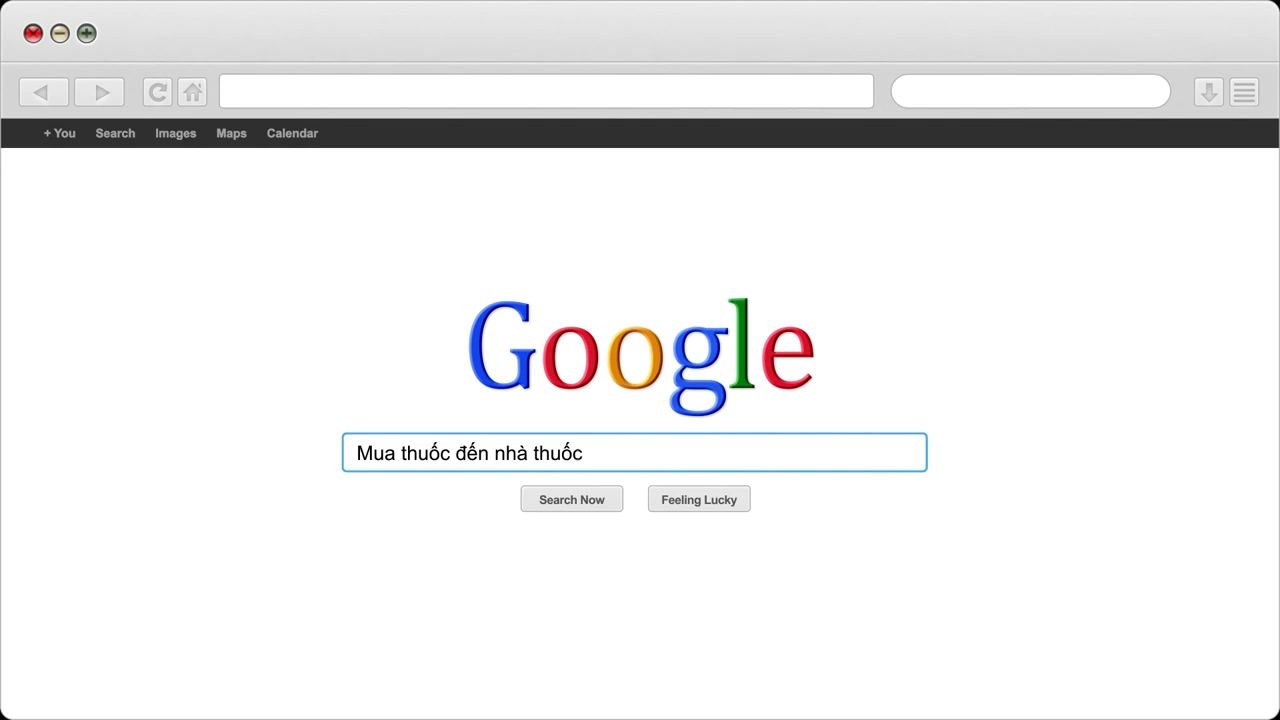 + You Search Images Maps Calendar
Google
Mua thuốc đến nhà thuốc
Search Now Feeling Lucky